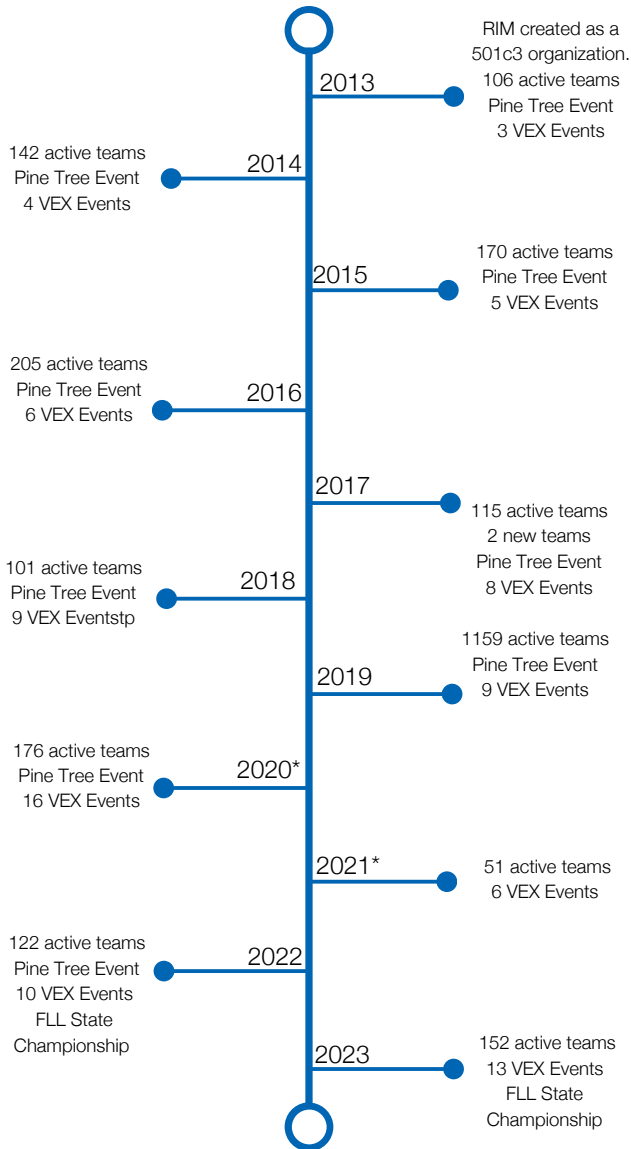 2013
RIM created as a
501c3 organization.
106 active teams
Pine Tree Event
3 VEX Events
2014
142 active teams
Pine Tree Event
4 VEX Events
2015
170 active teams
Pine Tree Event
5 VEX Events
2016
205 active teams
Pine Tree Event
6 VEX Events
2017
115 active teams
2 new teams
Pine Tree Event
8 VEX Events
2018
101 active teams
Pine Tree Event
9 VEX Eventstp
2019
1159 active teams
Pine Tree Event
9 VEX Events
2020*
176 active teams
Pine Tree Event
16 VEX Events
2021*
51 active teams
6 VEX Events
2022
122 active teams
Pine Tree Event
10 VEX Events
FLL State
Championship
2023
152 active teams
13 VEX Events
FLL State
Championship